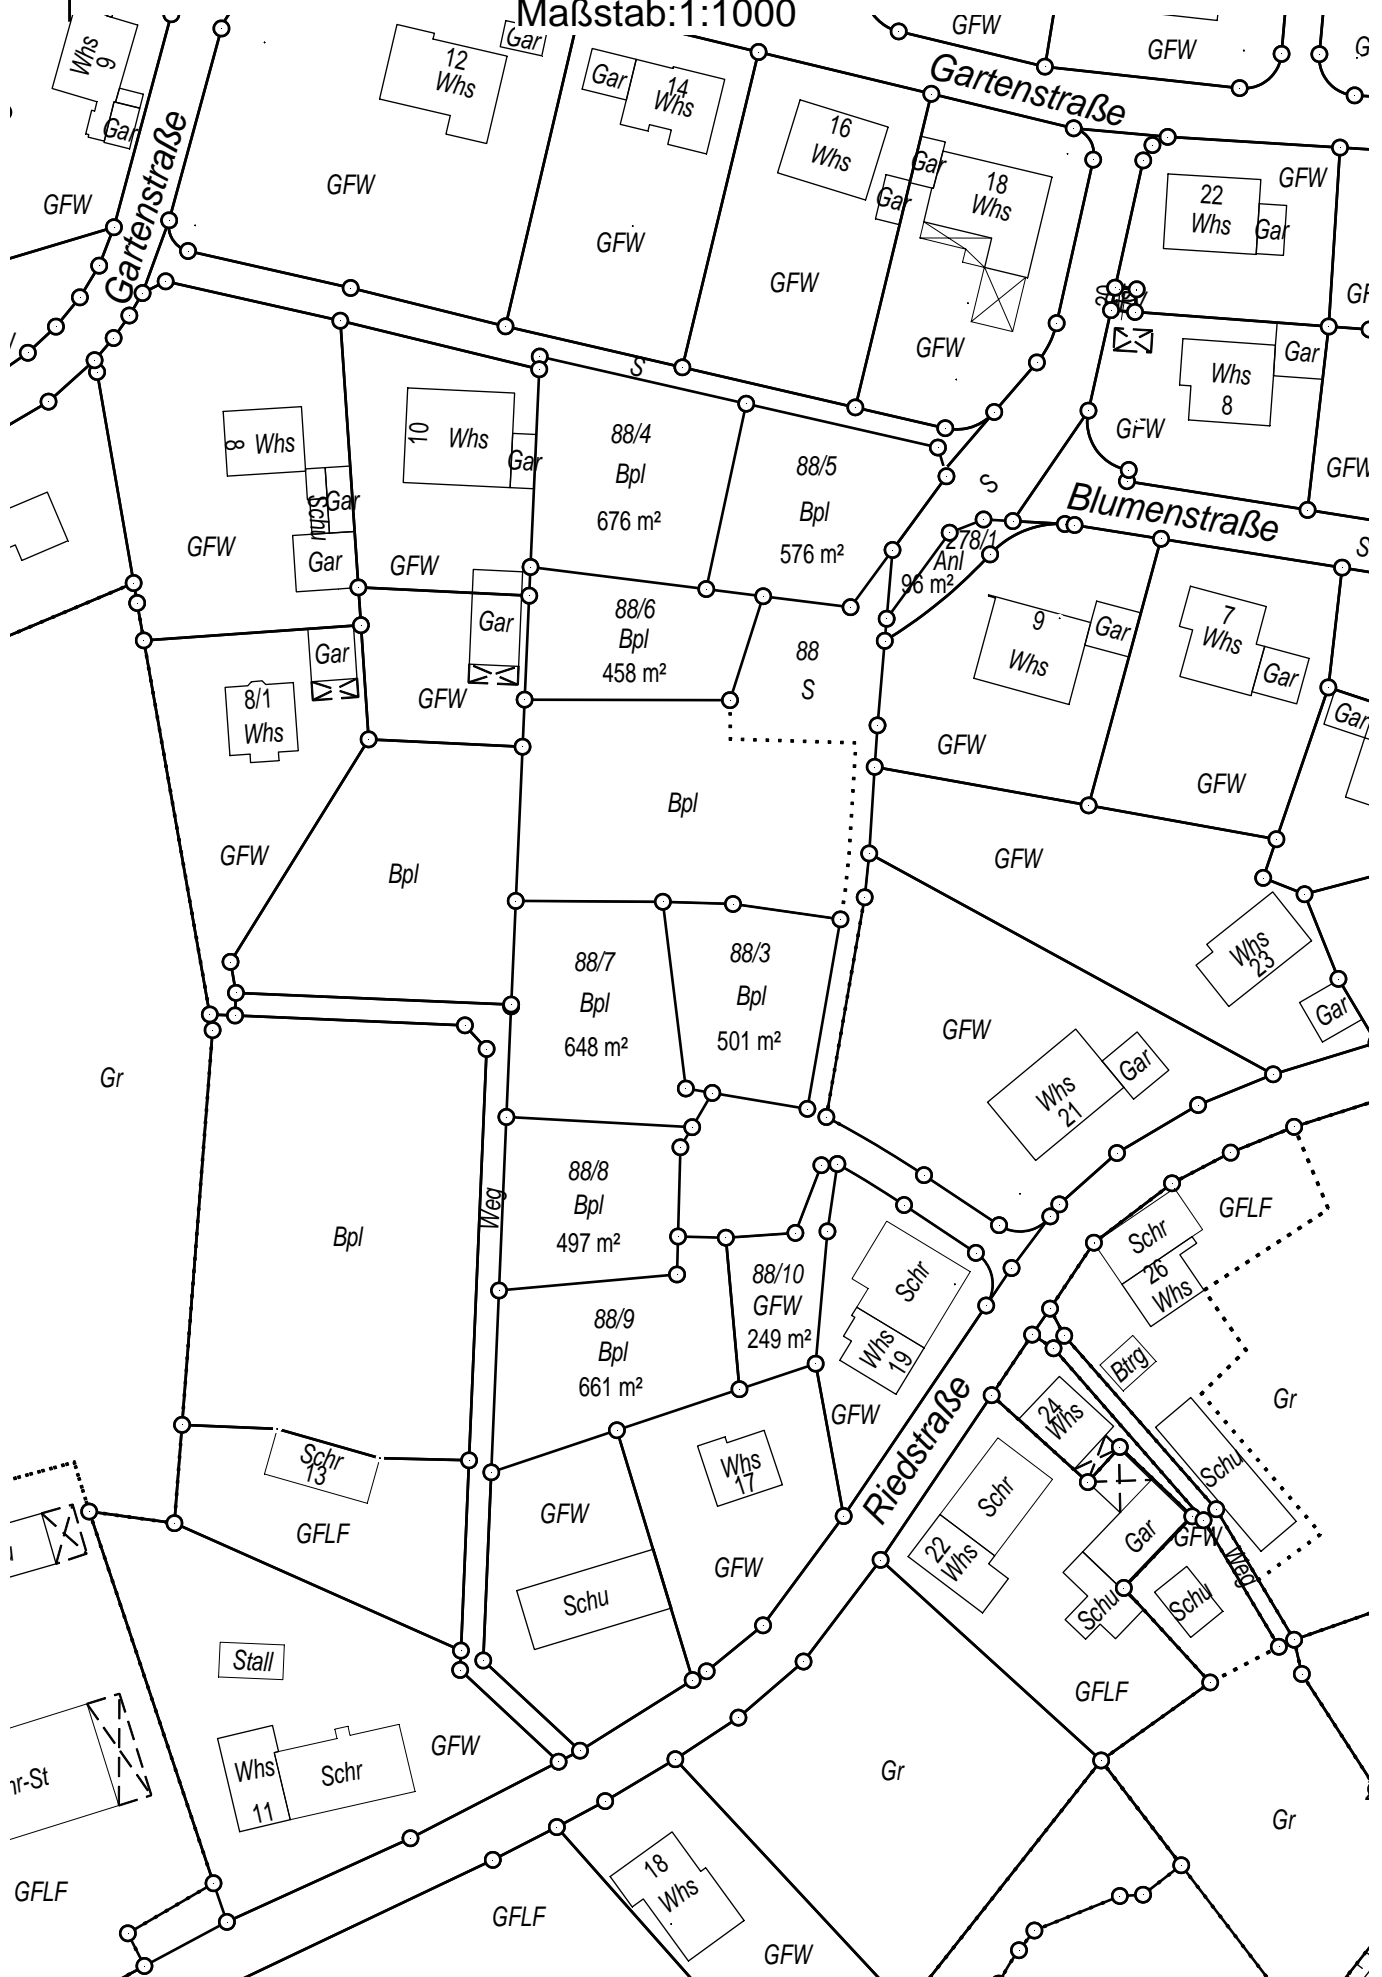 Maßstab:1:1000
Whs
9
Gar
GFW
Gartenstraße
12
Whs
Gar
GFW
Gar
14
Whs
GFW
16
Whs
Gar
GFW
Gartenstraße
GFW
GFW
Gar
18
Whs
GFW
22
Whs
Gar
GFW
Whs
8
Gar
GFW
GFW
S
8
Whs
Schu
Gar
Gar
GFW
10
Whs
Gar
GFW
88/4
Bpl
676 m²
88/5
Bpl
576 m²
S
Blumenstraße
S
278/1
Anl
96 m²
88/6
Bpl
458 m²
88
S
Gar
GFW
Gar
8/1
Whs
GFW
9
Whs
Gar
GFW
7
Whs
Gar
GFW
Gar
Bpl
Bpl
GFW
Whs
23
Gar
88/7
Bpl
648 m²
88/3
Bpl
501 m²
GFW
Whs
21
Gar
Gr
Bpl
Weg
88/8
Bpl
497 m²
88/10
GFW
249 m²
88/9
Bpl
661 m²
Schr
Whs
19
GFW
Riedstraße
Schr
26
Whs
GFLF
Btrg
Gr
24
Whs
Schu
Schr
22
Whs
Gar
GFW
Weg
Schu
Schu
GFLF
Schr
13
GFLF
GFW
Schu
Whs
17
GFW
Stall
Whs
11
Schr
GFW
hr-St
GFLF
GFLF
18
Whs
GFW
Gr
Gr